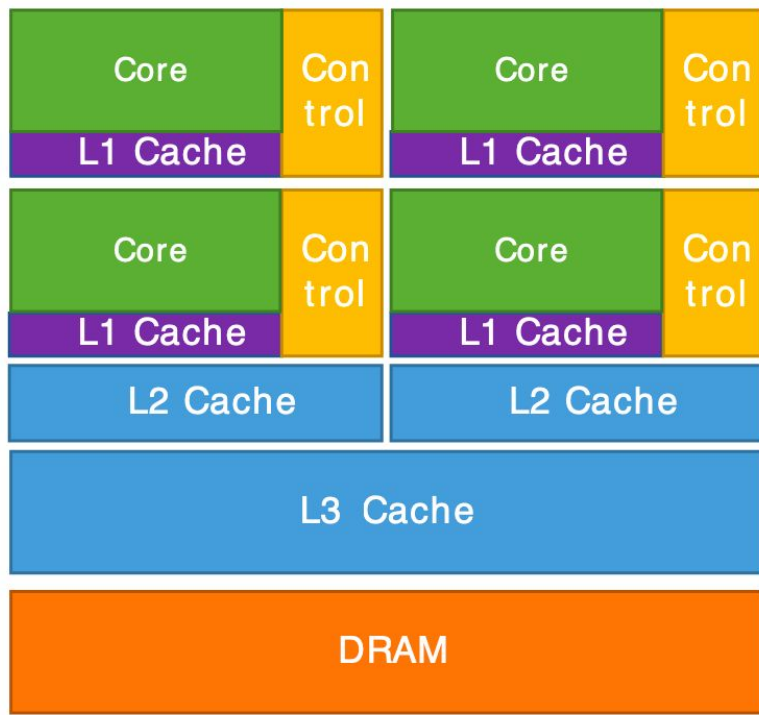 Core
Con
trol
L1 Cache
Core
Con
trol
L1 Cache
Core
Con
trol
L1 Cache
Core
Con
trol
L1 Cache
L2 Cache
L2 Cache
L3 Cache
DRAM